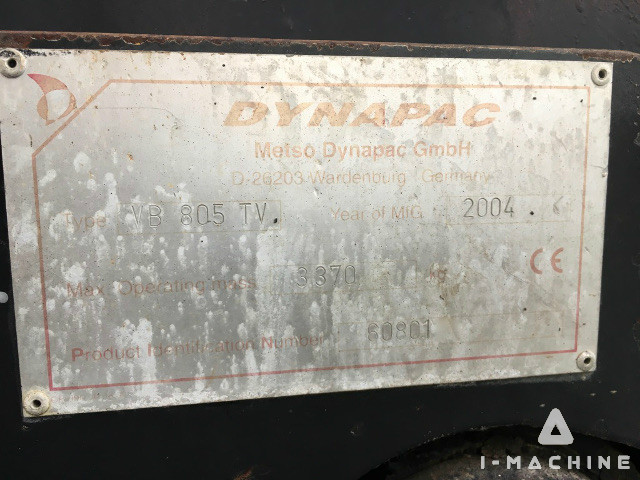 DYNAPAC
Metso Dynapac GmbH
D-26203 Wardenburg Germany
Type VB 805 TV Year of Mfg 2004
Max. Operating mass 3370 kg CE
Product Identification Number 60801
I-MACHINE